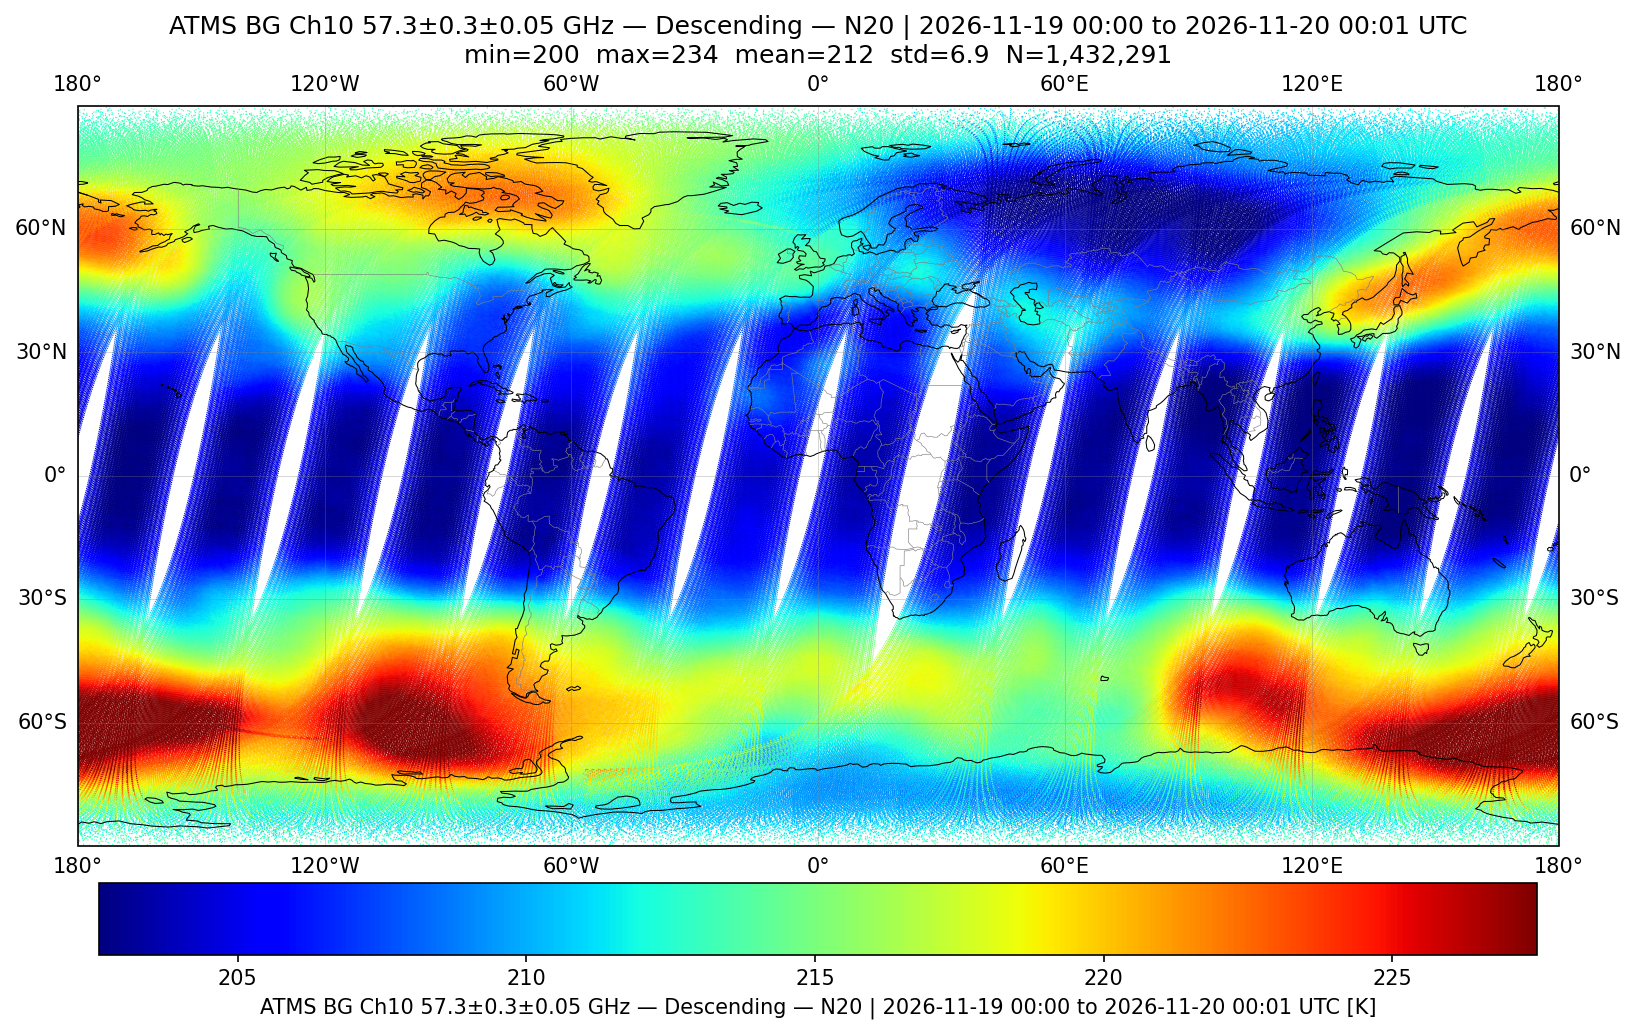 ATMS BG Ch10 57.3±0.3±0.05 GHz — Descending — N20 | 2026-11-19 00:00 to 2026-11-20 00:01 UTC
min=200 max=234 mean=212 std=6.9 N=1,432,291
180° 120°W 60°W 0° 60°E 120°E 180°
60°N 60°N
30°N 30°N
0° 0°
30°S 30°S
60°S 60°S
180° 120°W 60°W 0° 60°E 120°E 180°
205 210 215 220 225
ATMS BG Ch10 57.3±0.3±0.05 GHz — Descending — N20 | 2026-11-19 00:00 to 2026-11-20 00:01 UTC [K]